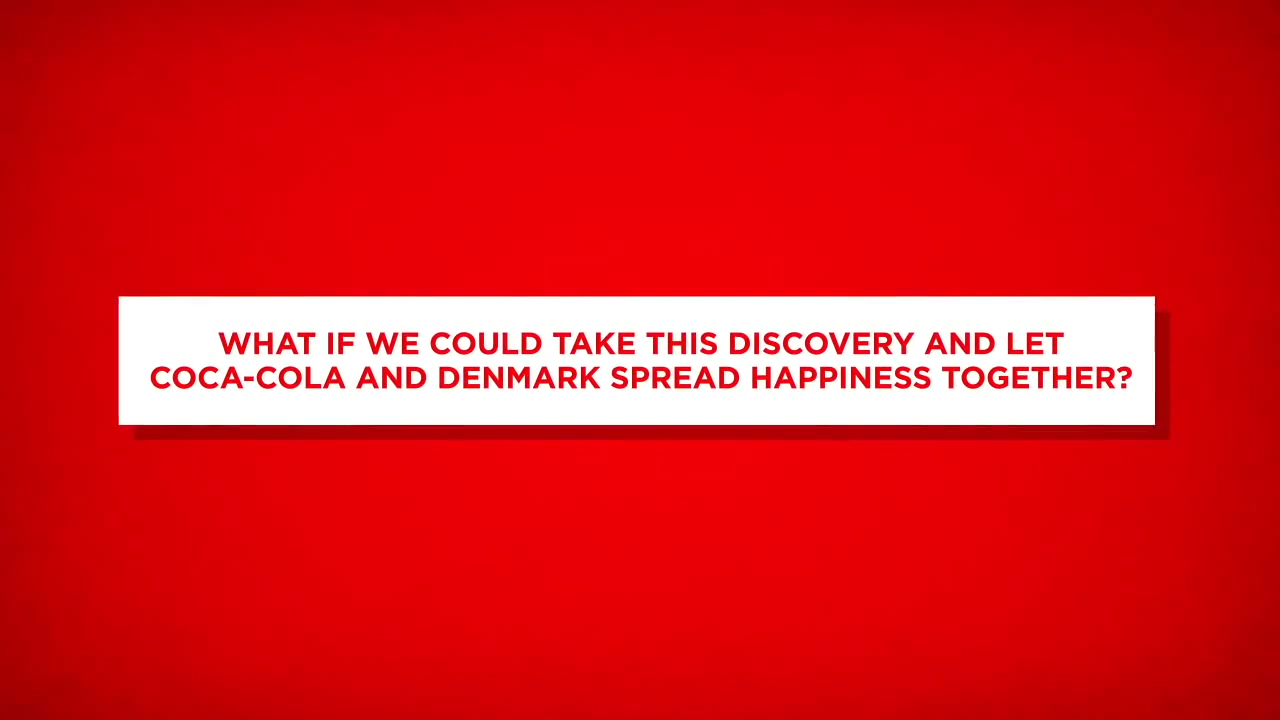 WHAT IF WE COULD TAKE THIS DISCOVERY AND LET
COCA-COLA AND DENMARK SPREAD HAPPINESS TOGETHER?